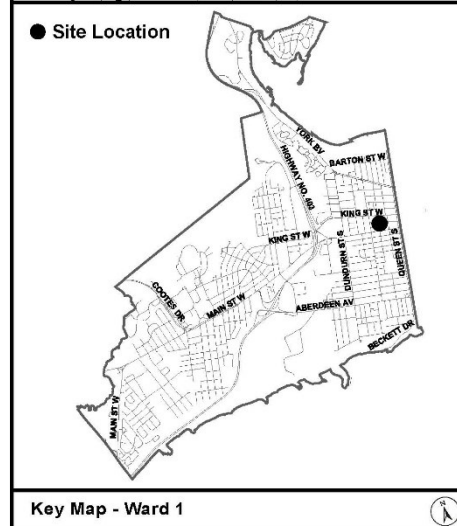 Site Location
YORK BV
BARTON ST W
HIGHWAY NO. 403
KING ST W
KING ST W
DUNDURN ST S
QUEEN ST S
COOTES DR
MAIN ST W
ABERDEEN AV
BECKETT DR
MAIN ST W
Key Map - Ward 1
N